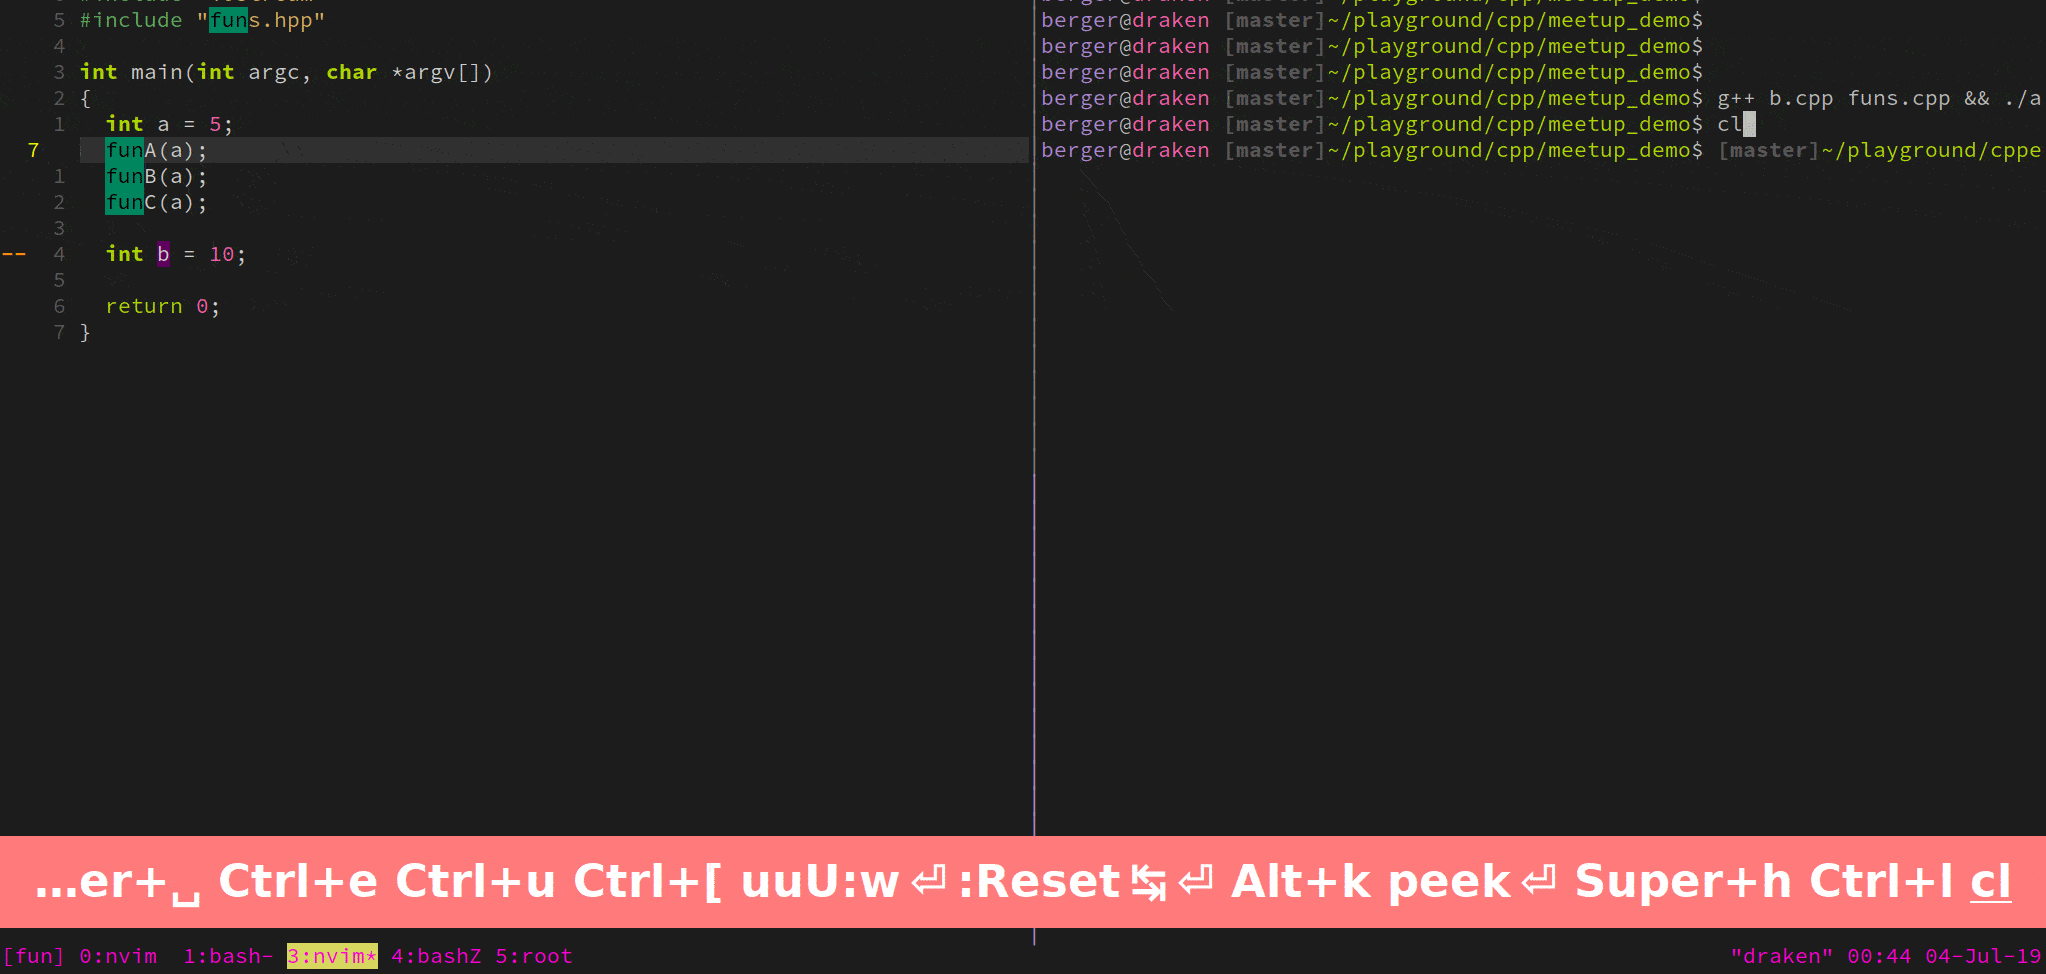 5 #include "funs.hpp"
4
3 int main(int argc, char *argv[])
2 {
1   int a = 5;
7   funA(a);
1   funB(a);
2   funC(a);
3
-- 4   int b = 10;
5
6   return 0;
7 }
berger@draken [master]~/playground/cpp/meetup_demo$
berger@draken [master]~/playground/cpp/meetup_demo$
berger@draken [master]~/playground/cpp/meetup_demo$
berger@draken [master]~/playground/cpp/meetup_demo$ g++ b.cpp funs.cpp && ./a
berger@draken [master]~/playground/cpp/meetup_demo$ cl
berger@draken [master]~/playground/cpp/meetup_demo$ [master]~/playground/cppe
…er+␣ Ctrl+e Ctrl+u Ctrl+[ uuU:w⏎:Reset↹⏎ Alt+k peek⏎ Super+h Ctrl+l cl
[fun] 0:nvim 1:bash- 3:nvim* 4:bashZ 5:root
"draken" 00:44 04-Jul-19